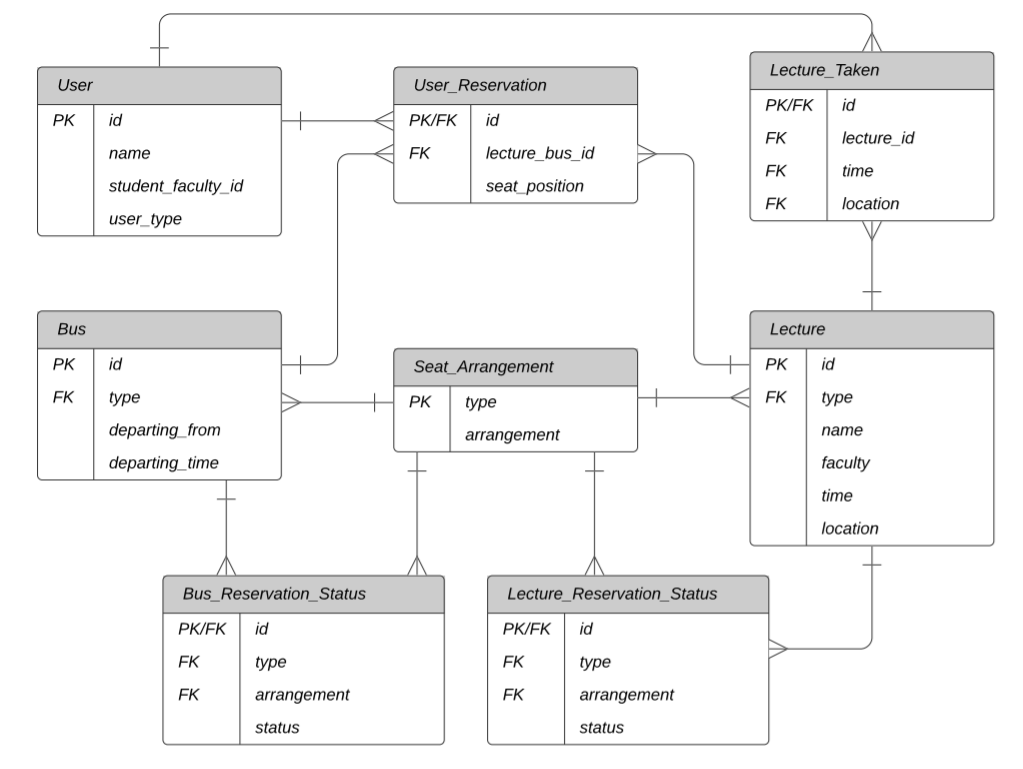 User
PK id
name
student_faculty_id
user_type
User_Reservation
PK/FK id
FK lecture_bus_id
seat_position
Lecture_Taken
PK/FK id
FK lecture_id
FK time
FK location
Bus
PK id
FK type
departing_from
departing_time
Seat_Arrangement
PK type
arrangement
Lecture
PK id
FK type
name
faculty
time
location
Bus_Reservation_Status
PK/FK id
FK type
FK arrangement
status
Lecture_Reservation_Status
PK/FK id
FK type
FK arrangement
status